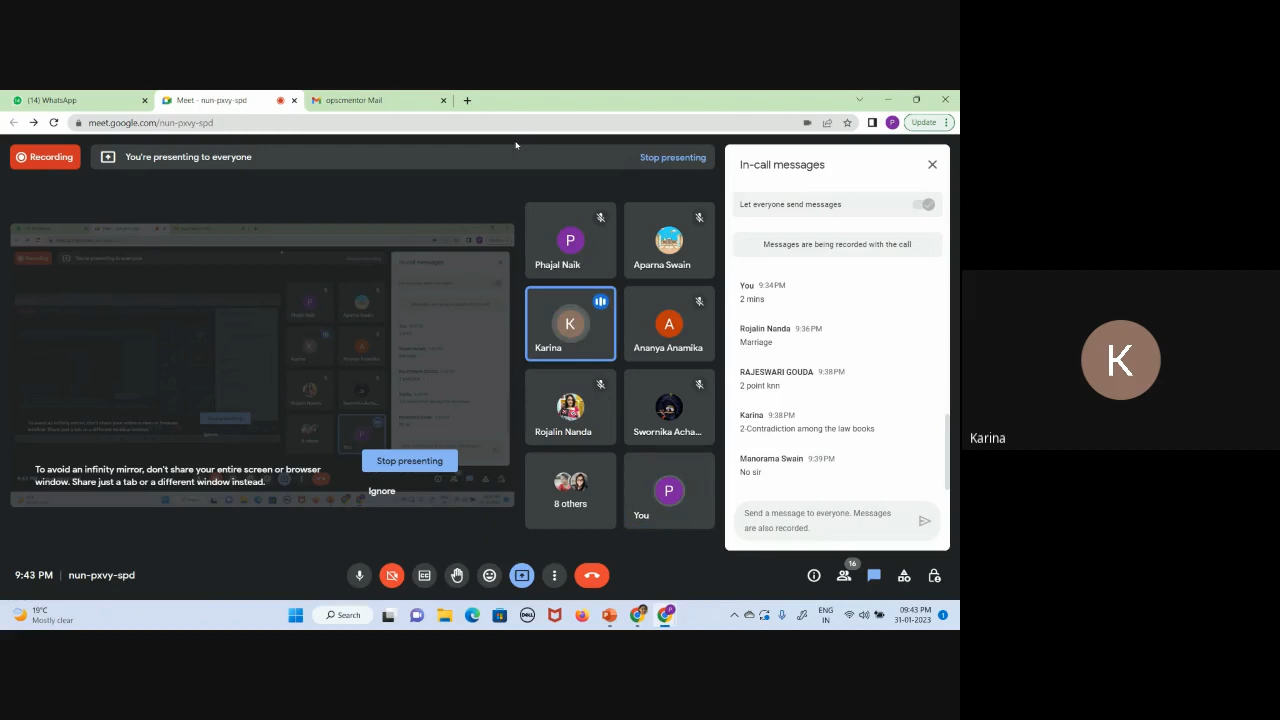 (14) WhatsApp
Meet - nun-pxvy-spd
opscmentor Mail
meet.google.com/nun-pxvy-spd
P
Update
Recording
You're presenting to everyone
Stop presenting
In-call messages
Let everyone send messages
Messages are being recorded with the call
You 9:34 PM
2 mins
Rojalin Nanda 9:36 PM
Marriage
RAJESWARI GOUDA 9:38 PM
2 point knn
Karina 9:38 PM
2-Contradiction among the law books
Manorama Swain 9:39 PM
No sir
Send a message to everyone. Messages
are also recorded.
P
Phajal Naik
Aparna Swain
K
Karina
A
Ananya Anamika
Rojalin Nanda
Swornika Acha...
8 others
P
You
To avoid an infinity mirror, don't share your entire screen or browser
window. Share just a tab or a different window instead.
Stop presenting
Ignore
9:43 PM | nun-pxvy-spd
16
19°C
Mostly clear
Search
DELL
ENG
IN
09:43 PM
31-01-2023
1
K
Karina